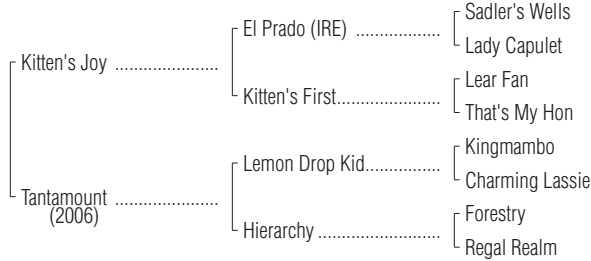 Sadler's Wells
El Prado (IRE) ..................
Lady Capulet
Kitten's Joy ......................
Lear Fan
Kitten's First......................
That's My Hon
Kingmambo
Lemon Drop Kid................
Charming Lassie
Tantamount ......................
(2006)
Forestry
Hierarchy .........................
Regal Realm